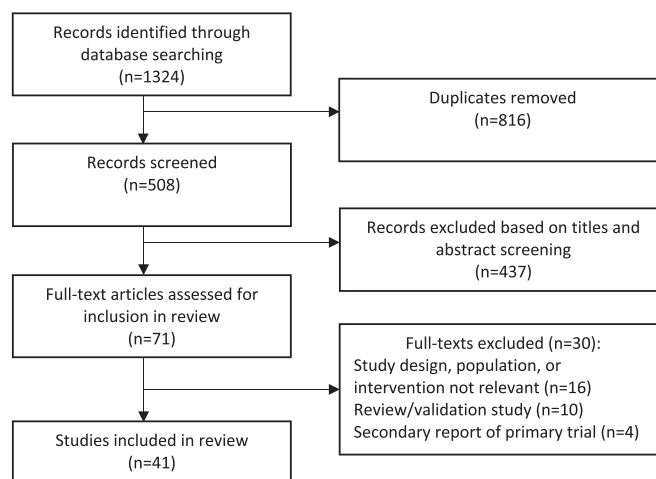 Records identified through
database searching
(n=1324)
Duplicates removed
(n=816)
Records screened
(n=508)
Records excluded based on titles and
abstract screening
(n=437)
Full-text articles assessed for
inclusion in review
(n=71)
Full-texts excluded (n=30):
Study design, population, or
intervention not relevant (n=16)
Review/validation study (n=10)
Secondary report of primary trial (n=4)
Studies included in review
(n=41)